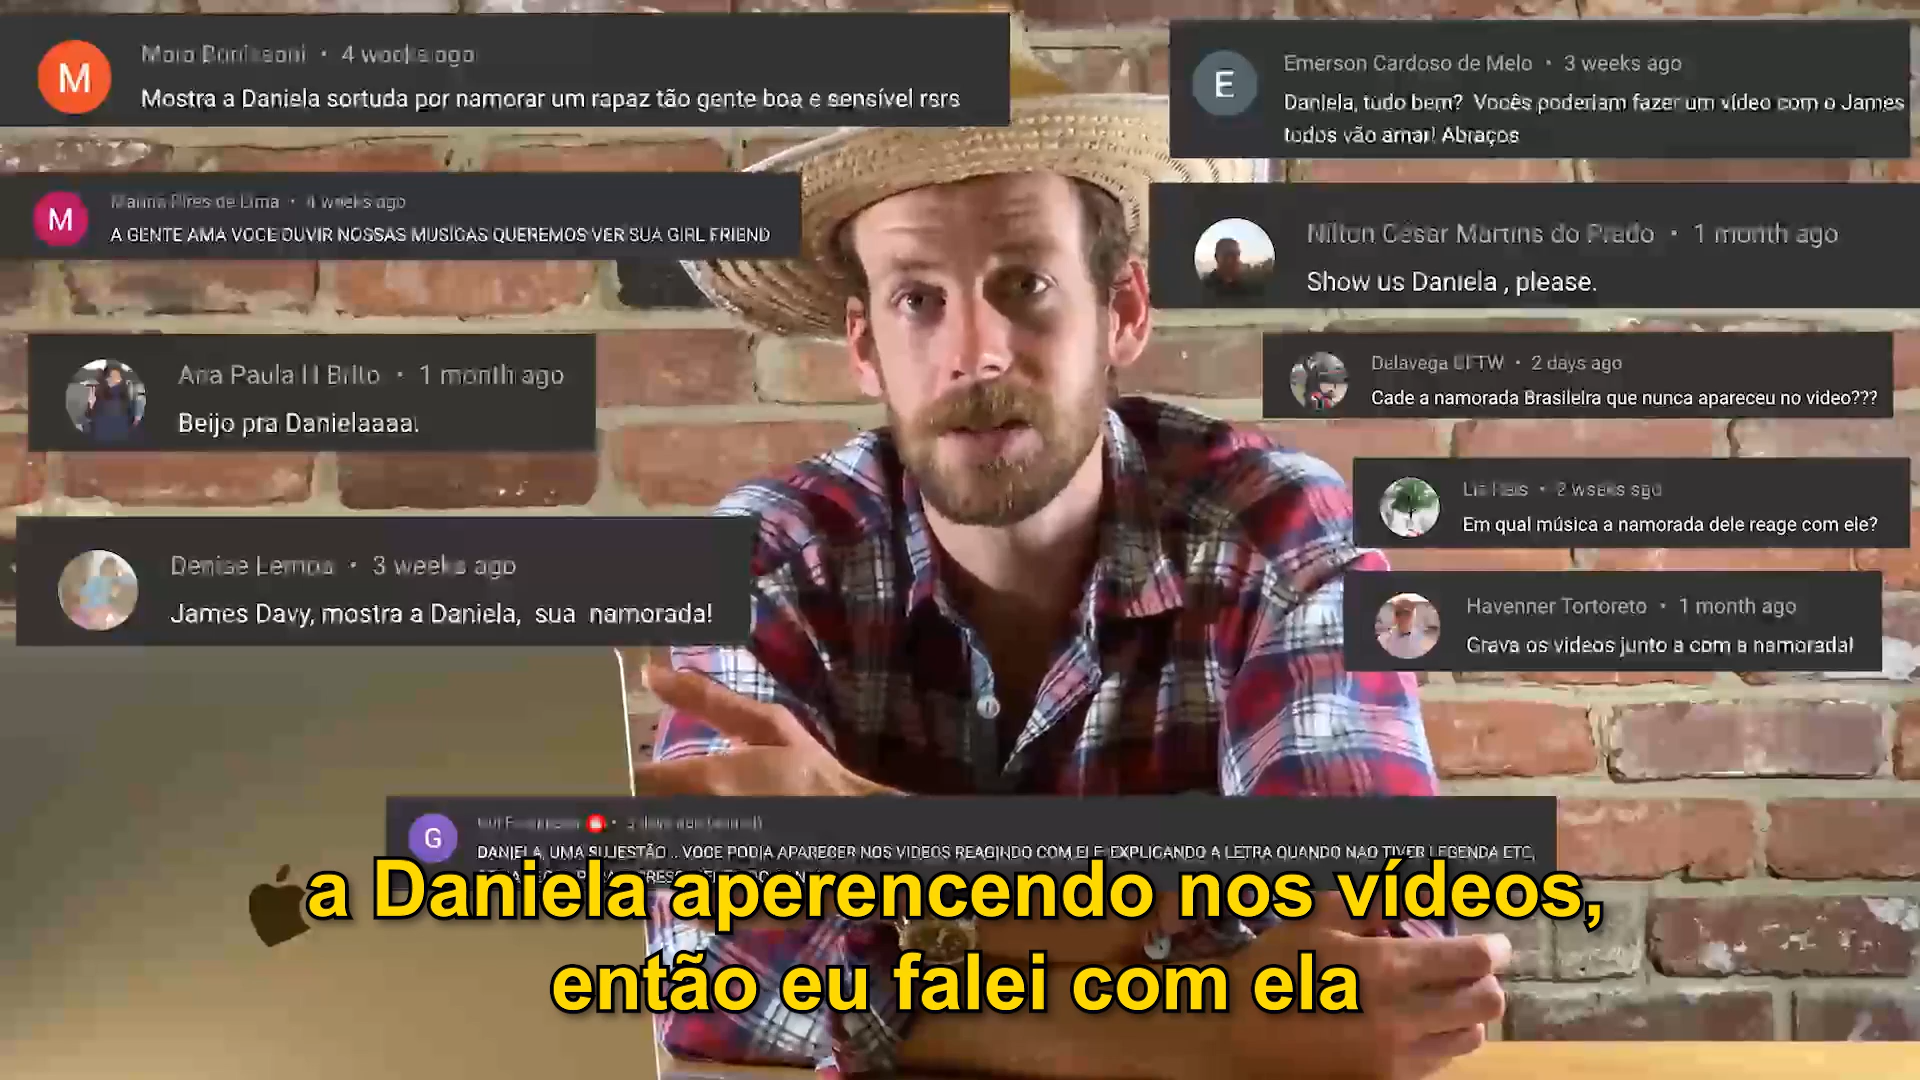 M
4 weeks ago
Mostra a Daniela sortuda por namorar um rapaz tão gente boa e sensível rsrs
M
Pires de Lima • 4 weeks ago
A GENTE AMA VOCE OUVIR NOSSAS MUSICAS QUEREMOS VER SUA GIRL FRIEND
Ana Paula H Brito • 1 month ago
Beijo pra Danielaaaa.
Denise Lemos • 3 weeks ago
James Davy, mostra a Daniela, sua namorada!
E
Emerson Cardoso de Melo • 3 weeks ago
Daniela, tudo bem? Vocês poderiam fazer um vídeo com o James
todos vão amar! Abraços
Nilton César Martins do Prado • 1 month ago
Show us Daniela , please.
Delavega • 2 days ago
Cade a namorada Brasileira que nunca apareceu no video???
2 weeks ago
Em qual música a namorada dele reage com ele?
Havenner Tortoreto • 1 month ago
Grava os videos junto a com a namorada!
G
DANIELA, UMA SUJESTÃO .. VOCE PODIA APARECER NOS VIDEOS REAGINDO COM ELE EXPLICANDO A LETRA QUANDO NAO TIVER LEGENDA ETC,
a Daniela aperencendo nos vídeos,
então eu falei com ela